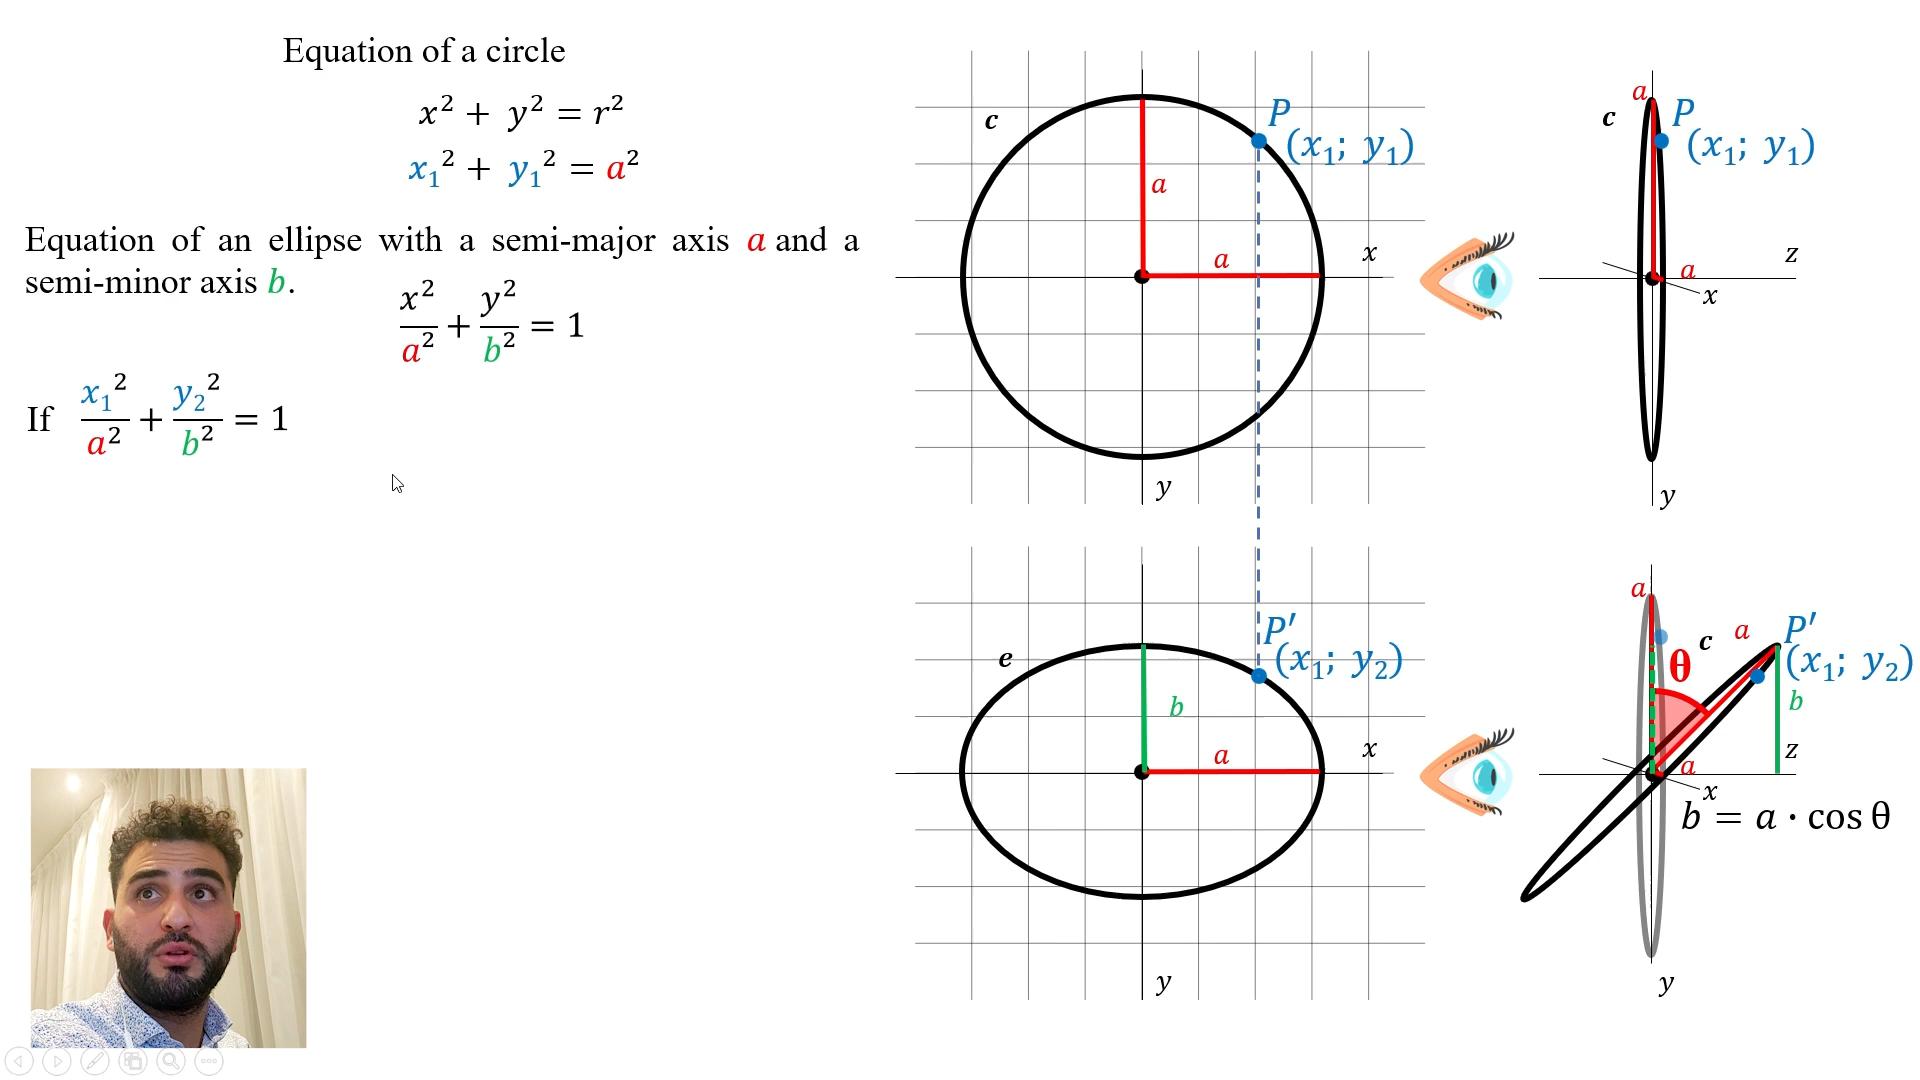 Equation of a circle
x² + y² = r²
x₁² + y₁² = a²
Equation of an ellipse with a semi-major axis a and a
semi-minor axis b.
x²/a² + y²/b² = 1
If x₁²/a² + y₂²/b² = 1
c
P
(x₁; y₁)
a
a
x
y
a
c
P
(x₁; y₁)
z
a
x
y
e
P′
(x₁; y₂)
b
a
x
y
a
θ
c
a
P′
(x₁; y₂)
b
z
a
x
b = a · cos θ
y